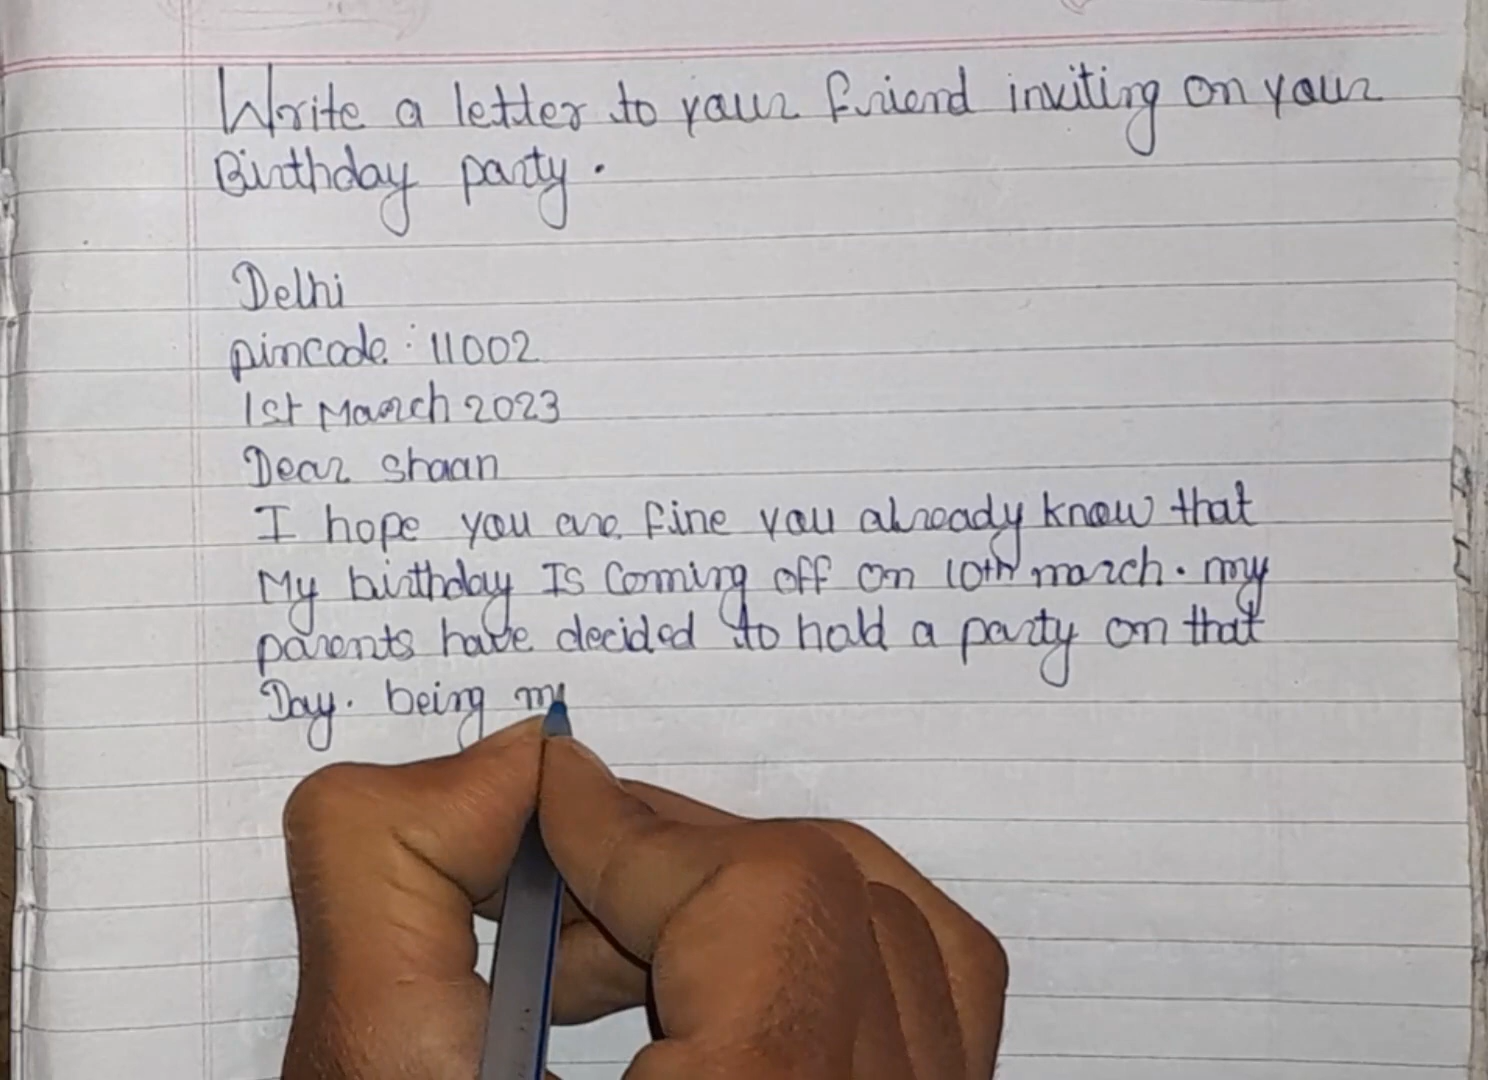 Write a letter to your friend inviting on your
Birthday party.
Delhi
pincode : 11002
1st March 2023
Dear shaan
I hope you are fine you already know that
My birthday Is Coming off on 10th march. my
parents have decided to hold a party on that
Day. being my